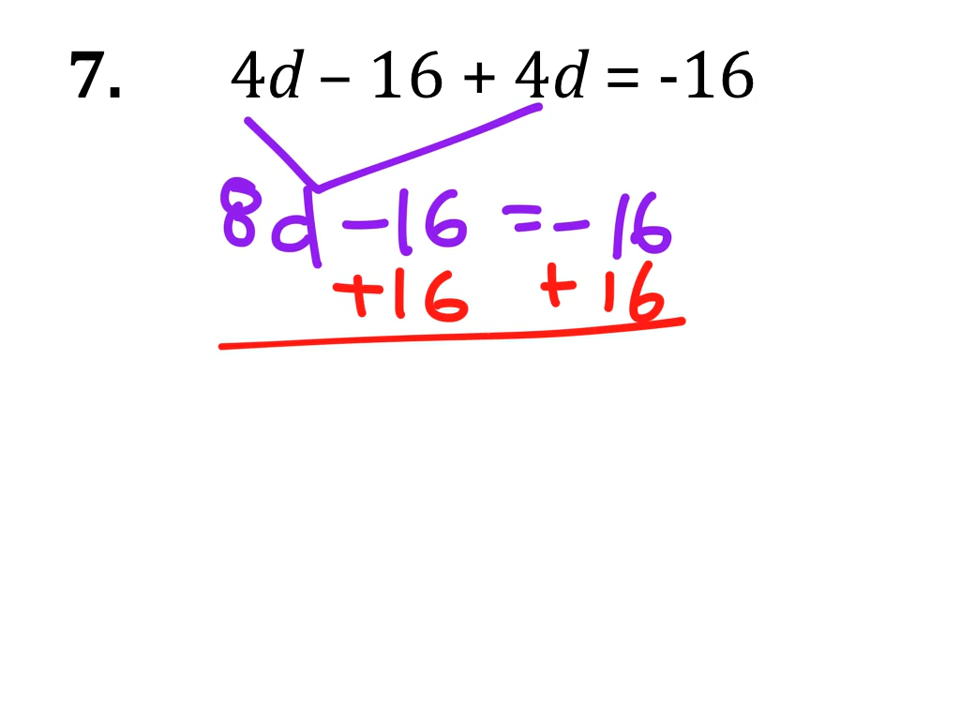 7. 4d – 16 + 4d = -16
8d -16 = - 16
+16 + 16